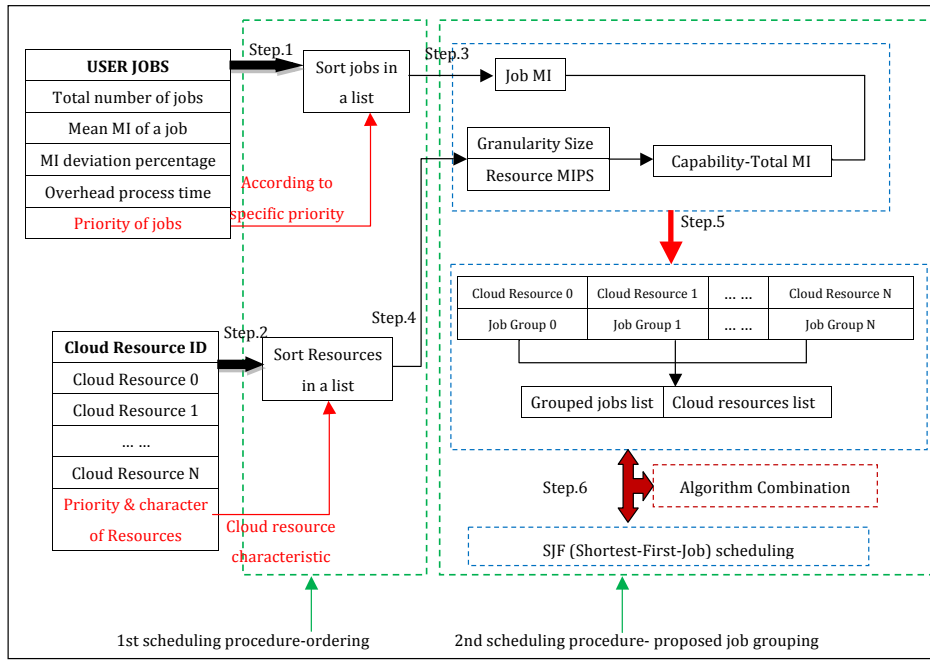 Step.1
Step.3
USER JOBS
Total number of jobs
Mean MI of a job
MI deviation percentage
Overhead process time
Priority of jobs
Sort jobs in
a list
According to
specific priority
Job MI
Granularity Size
Resource MIPS
Capability-Total MI
Step.5
Step.2
Step.4
Cloud Resource ID
Cloud Resource 0
Cloud Resource 1
... ...
Cloud Resource N
Priority & character
of Resources
Sort Resources
in a list
Cloud resource
characteristic
Cloud Resource 0
Cloud Resource 1
... ...
Cloud Resource N
Job Group 0
Job Group 1
... ...
Job Group N
Grouped jobs list
Cloud resources list
Step.6
Algorithm Combination
SJF (Shortest-First-Job) scheduling
1st scheduling procedure-ordering
2nd scheduling procedure- proposed job grouping